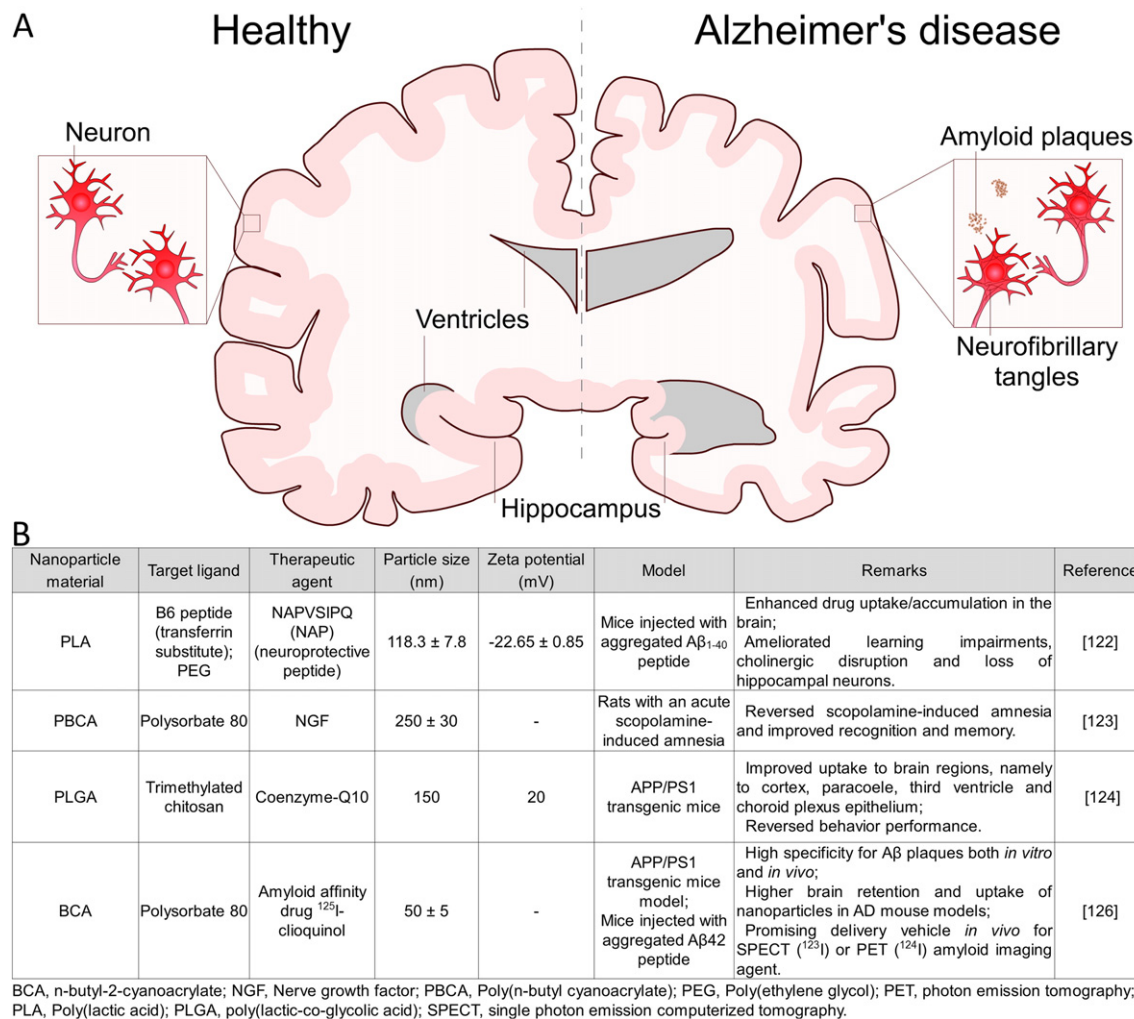 A
Healthy
Alzheimer's disease
Neuron
Amyloid plaques
Ventricles
Neurofibrillary
tangles
Hippocampus
B
Nanoparticle
material
Target ligand
Therapeutic
agent
Particle size
(nm)
Zeta potential
(mV)
Model
Remarks
Reference
PLA
B6 peptide
(transferrin
substitute);
PEG
NAPVSIPQ
(NAP)
(neuroprotective
peptide)
118.3 ± 7.8
-22.65 ± 0.85
Mice injected with
aggregated Aβ₁₋₄₀
peptide
Enhanced drug uptake/accumulation in the
brain;
Ameliorated learning impairments,
cholinergic disruption and loss of
hippocampal neurons.
[122]
PBCA
Polysorbate 80
NGF
250 ± 30
-
Rats with an acute
scopolamine-
induced amnesia
Reversed scopolamine-induced amnesia
and improved recognition and memory.
[123]
PLGA
Trimethylated
chitosan
Coenzyme-Q10
150
20
APP/PS1
transgenic mice
Improved uptake to brain regions, namely
to cortex, paracoele, third ventricle and
choroid plexus epithelium;
Reversed behavior performance.
[124]
BCA
Polysorbate 80
Amyloid affinity
drug ¹²⁵I-
clioquinol
50 ± 5
-
APP/PS1
transgenic mice
model;
Mice injected with
aggregated Aβ42
peptide
High specificity for Aβ plaques both in vitro
and in vivo;
Higher brain retention and uptake of
nanoparticles in AD mouse models;
Promising delivery vehicle in vivo for
SPECT (¹²³I) or PET (¹²⁴I) amyloid imaging
agent.
[126]
BCA, n-butyl-2-cyanoacrylate; NGF, Nerve growth factor; PBCA, Poly(n-butyl cyanoacrylate); PEG, Poly(ethylene glycol); PET, photon emission tomography;
PLA, Poly(lactic acid); PLGA, poly(lactic-co-glycolic acid); SPECT, single photon emission computerized tomography.